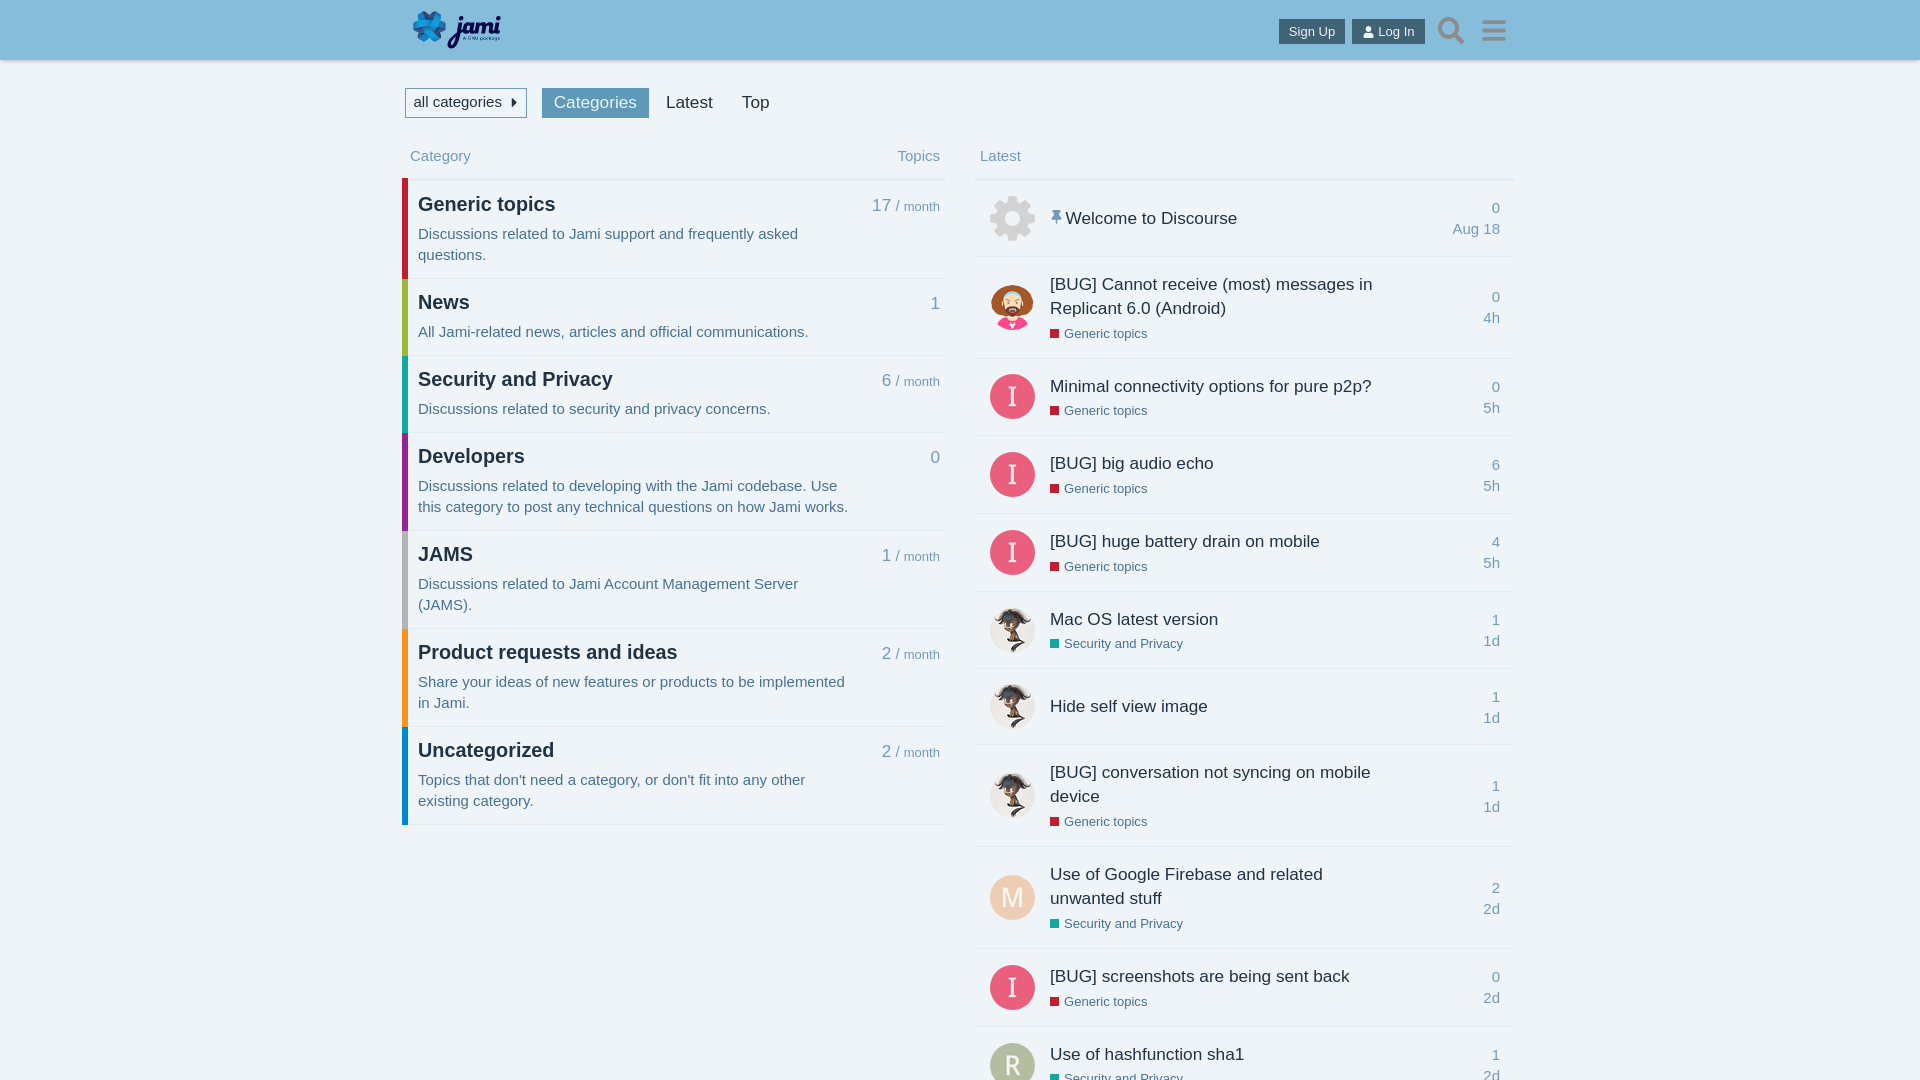 jami
A GNU package
Sign Up
Log In
all categories
Categories
Latest
Top
Category
Topics
Generic topics
17 / month
Discussions related to Jami support and frequently asked
questions.
News
1
All Jami-related news, articles and official communications.
Security and Privacy
6 / month
Discussions related to security and privacy concerns.
Developers
0
Discussions related to developing with the Jami codebase. Use
this category to post any technical questions on how Jami works.
JAMS
1 / month
Discussions related to Jami Account Management Server
(JAMS).
Product requests and ideas
2 / month
Share your ideas of new features or products to be implemented
in Jami.
Uncategorized
2 / month
Topics that don't need a category, or don't fit into any other
existing category.
Latest
Welcome to Discourse
0
Aug 18
[BUG] Cannot receive (most) messages in
Replicant 6.0 (Android)
Generic topics
0
4h
I
Minimal connectivity options for pure p2p?
Generic topics
0
5h
I
[BUG] big audio echo
Generic topics
6
5h
I
[BUG] huge battery drain on mobile
Generic topics
4
5h
Mac OS latest version
Security and Privacy
1
1d
Hide self view image
1
1d
[BUG] conversation not syncing on mobile
device
Generic topics
1
1d
M
Use of Google Firebase and related
unwanted stuff
Security and Privacy
2
2d
I
[BUG] screenshots are being sent back
Generic topics
0
2d
R
Use of hashfunction sha1
Security and Privacy
1
2d